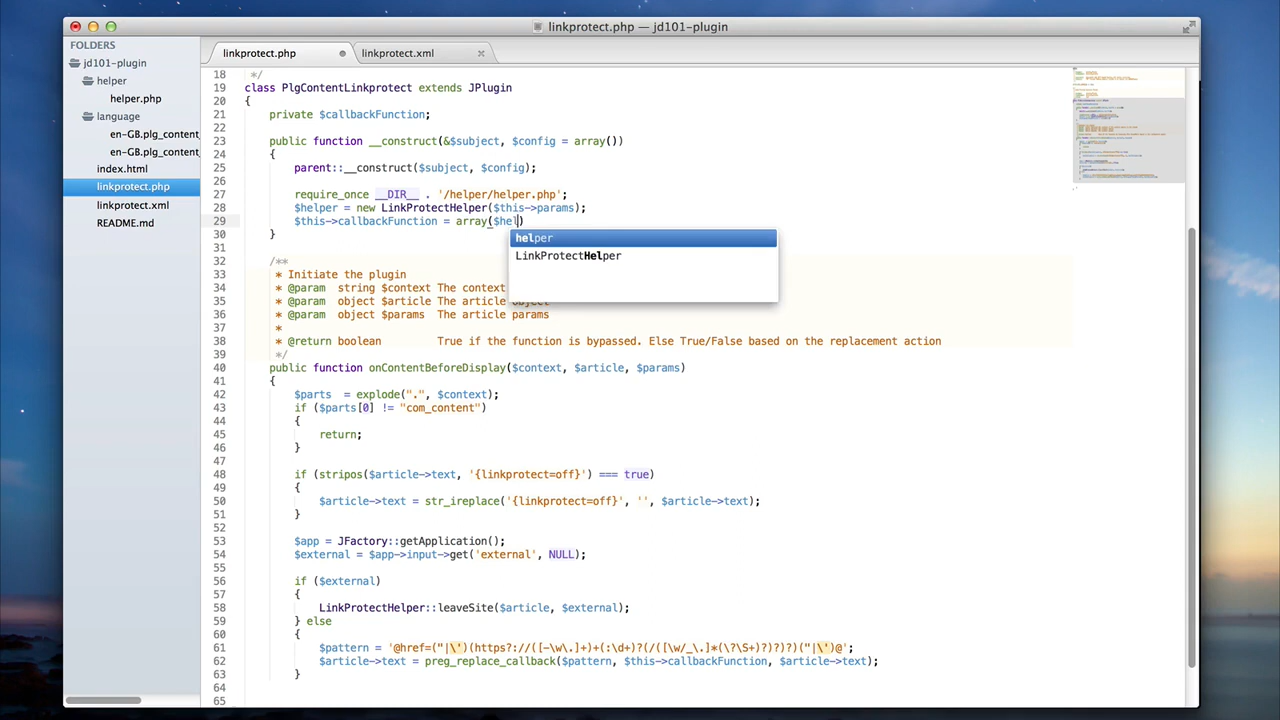 linkprotect.php — jd101-plugin
FOLDERS
jd101-plugin
helper
helper.php
language
en-GB.plg_content_
en-GB.plg_content_
index.html
linkprotect.php
linkprotect.xml
README.md
linkprotect.php
linkprotect.xml
18 */
19 class PlgContentLinkprotect extends JPlugin
20 {
21 private $callbackFunction;
22
23 public function __construct(&$subject, $config = array())
24 {
25 parent::__construct($subject, $config);
26
27 require_once __DIR__ . '/helper/helper.php';
28 $helper = new LinkProtectHelper($this->params);
29 $this->callbackFunction = array($hel)
30 }
helper
LinkProtectHelper
31
32 /**
33 * Initiate the plugin
34 * @param string $context The context
35 * @param object $article The article object
36 * @param object $params The article params
37 *
38 * @return boolean True if the function is bypassed. Else True/False based on the replacement action
39 */
40 public function onContentBeforeDisplay($context, $article, $params)
41 {
42 $parts = explode(".", $context);
43 if ($parts[0] != "com_content")
44 {
45 return;
46 }
47
48 if (stripos($article->text, '{linkprotect=off}') === true)
49 {
50 $article->text = str_ireplace('{linkprotect=off}', '', $article->text);
51 }
52
53 $app = JFactory::getApplication();
54 $external = $app->input->get('external', NULL);
55
56 if ($external)
57 {
58 LinkProtectHelper::leaveSite($article, $external);
59 } else
60 {
61 $pattern = '@href=("|\')(https?://([-\w\.]+)+(:\d+)?(/([\w/_\.]*(\?\S+)?)?)?)("|\')@';
62 $article->text = preg_replace_callback($pattern, $this->callbackFunction, $article->text);
63 }
64
65